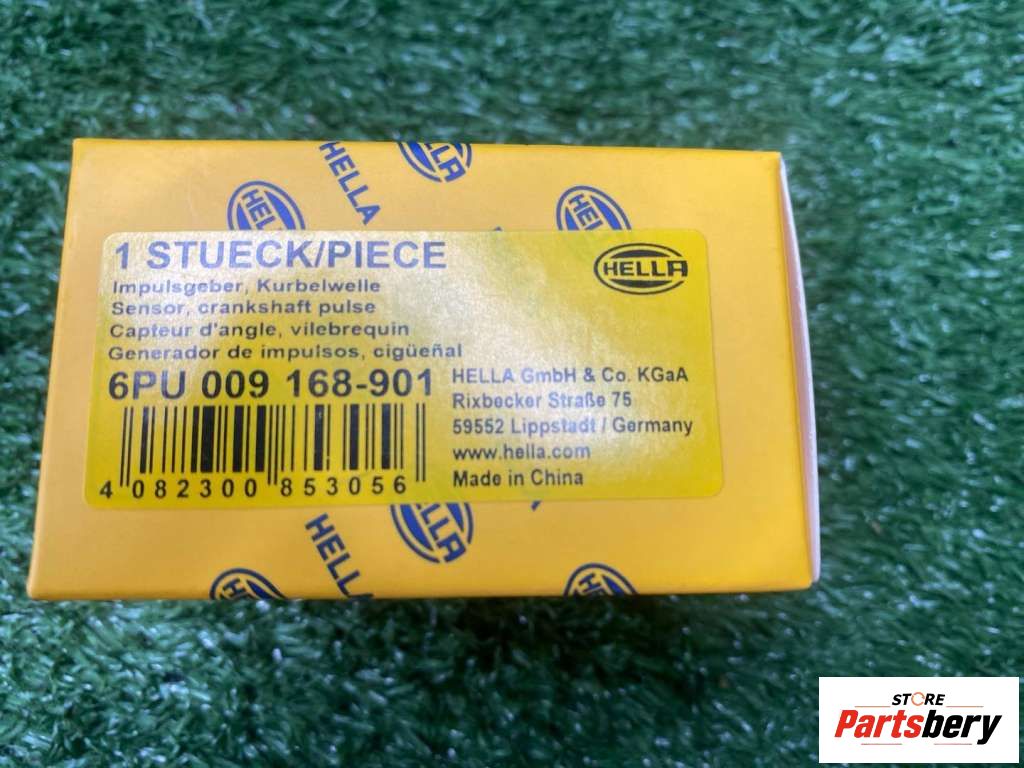 HELLA
HELLA
HELLA
HELLA
1 STUECK/PIECE
HELLA
Impulsgeber, Kurbelwelle
Sensor, crankshaft pulse
Capteur d'angle, vilebrequin
Generador de impulsos, cigüeñal
6PU 009 168-901
HELLA GmbH & Co. KGaA
Rixbecker Straße 75
59552 Lippstadt / Germany
www.hella.com
Made in China
4 082300 853056
HELLA
HELLA
STORE
Partsbery